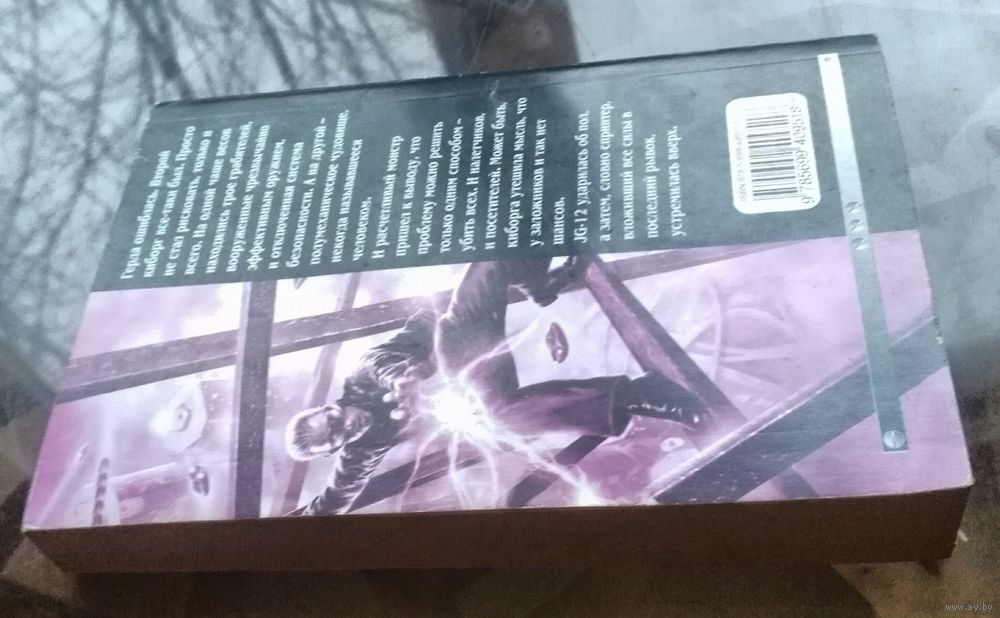 Герда ошиблась. Второй
киборг все-таки был. Просто
не стал рисковать, только и
всего. На одной чаше весов
находились трое грабителей,
вооруженные чрезвычайно
эффективным оружием,
и отключенная система
безопасности. А на другой –
полумеханическое чудовище,
некогда называвшееся
человеком.
И расчетливый монстр
пришел к выводу, что
проблему можно решить
только одним способом –
убить всех. И налетчиков,
и посетителей. Может быть,
киборга утешила мысль, что
у заложников и так нет
шансов.
JG-12 ударилась об пол,
а затем, словно спринтер,
вложивший все силы в
последний рывок,
устремилась вверх.
9 785699 409518
www.ay.by